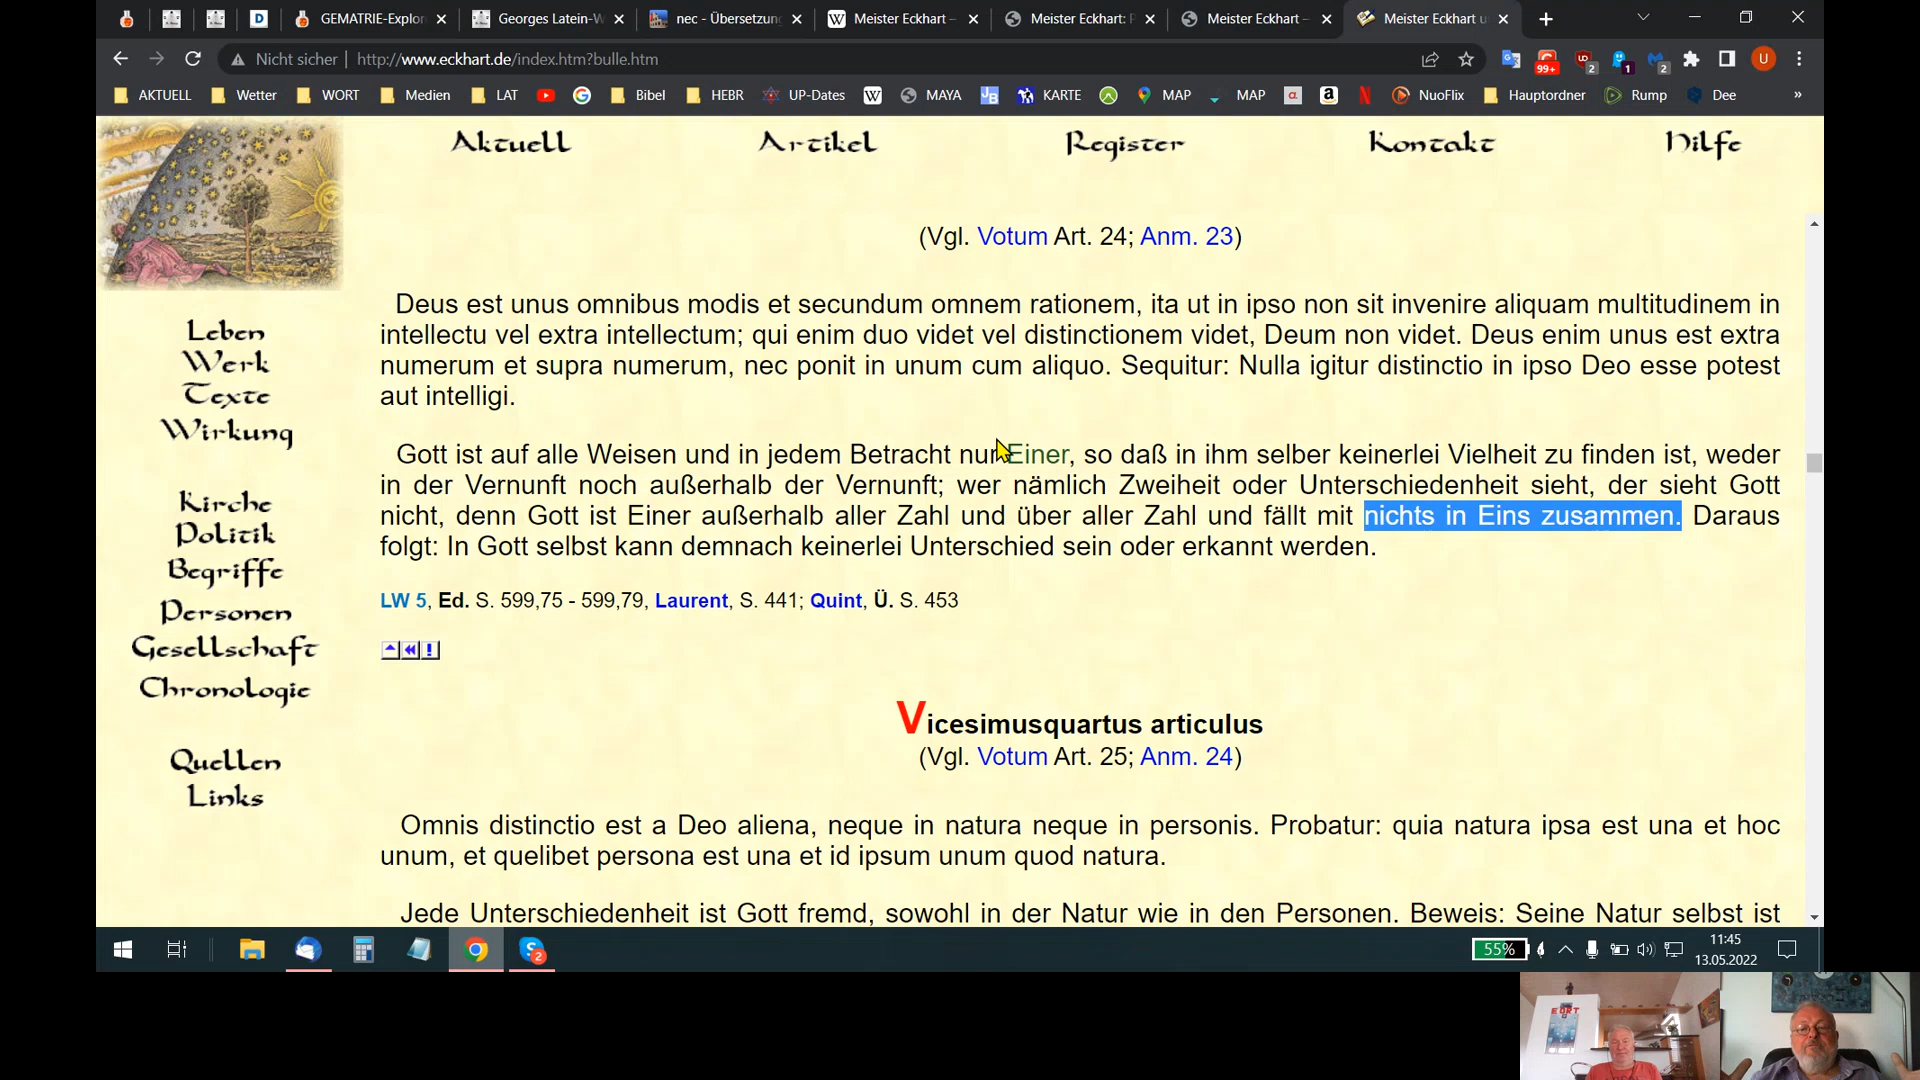 GEMATRIE-Explor
Georges Latein-W
nec - Übersetzung
Meister Eckhart –
Meister Eckhart: P
Meister Eckhart –
Meister Eckhart u
Nicht sicher | http://www.eckhart.de/index.htm?bulle.htm
AKTUELL Wetter WORT Medien LAT Bibel HEBR UP-Dates MAYA KARTE MAP MAP NuoFlix Hauptordner Rump Dee »
Aktuell Artikel Register Kontakt Hilfe
(Vgl. Votum Art. 24; Anm. 23)
Deus est unus omnibus modis et secundum omnem rationem, ita ut in ipso non sit invenire aliquam multitudinem in
intellectu vel extra intellectum; qui enim duo videt vel distinctionem videt, Deum non videt. Deus enim unus est extra
numerum et supra numerum, nec ponit in unum cum aliquo. Sequitur: Nulla igitur distinctio in ipso Deo esse potest
aut intelligi.
Gott ist auf alle Weisen und in jedem Betracht nur Einer, so daß in ihm selber keinerlei Vielheit zu finden ist, weder
in der Vernunft noch außerhalb der Vernunft; wer nämlich Zweiheit oder Unterschiedenheit sieht, der sieht Gott
nicht, denn Gott ist Einer außerhalb aller Zahl und über aller Zahl und fällt mit nichts in Eins zusammen. Daraus
folgt: In Gott selbst kann demnach keinerlei Unterschied sein oder erkannt werden.
LW 5, Ed. S. 599,75 - 599,79, Laurent, S. 441; Quint, Ü. S. 453
Vicesimusquartus articulus
(Vgl. Votum Art. 25; Anm. 24)
Omnis distinctio est a Deo aliena, neque in natura neque in personis. Probatur: quia natura ipsa est una et hoc
unum, et quelibet persona est una et id ipsum unum quod natura.
Jede Unterschiedenheit ist Gott fremd, sowohl in der Natur wie in den Personen. Beweis: Seine Natur selbst ist
Leben
Werk
Texte
Wirkung
Kirche
Politik
Begriffe
Personen
Gesellschaft
Chronologie
Quellen
Links
55%
11:45
13.05.2022